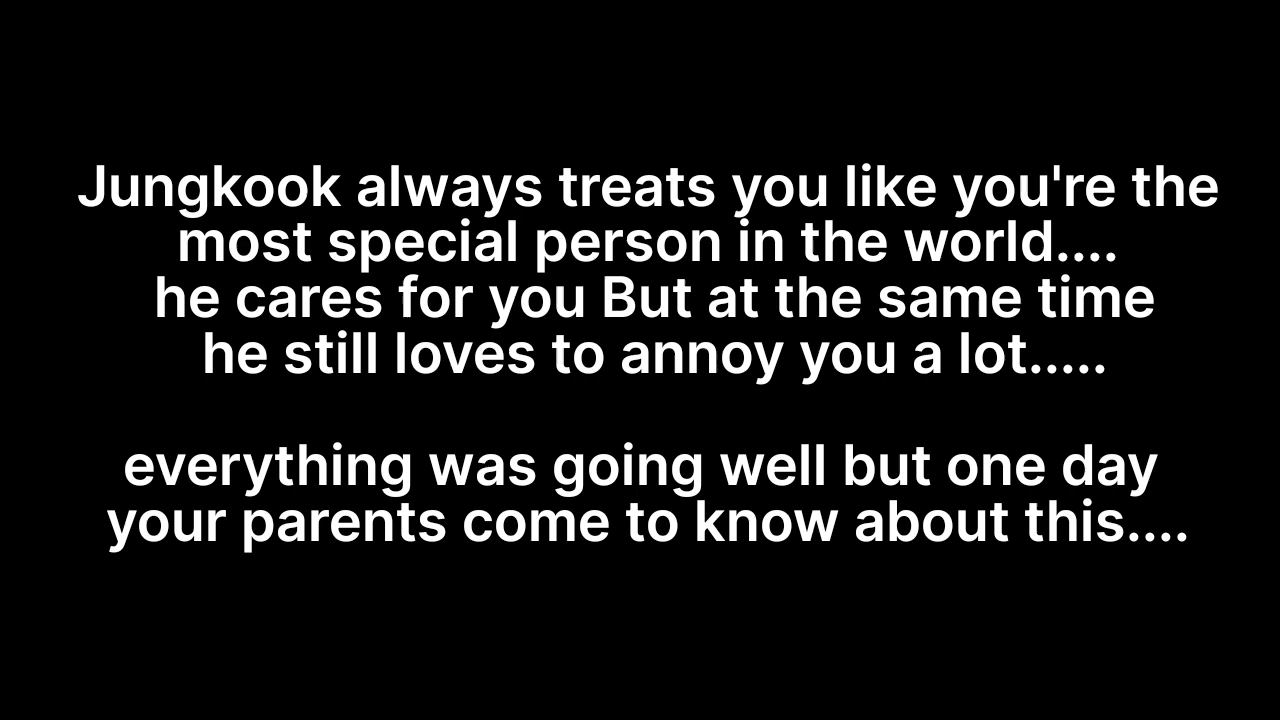 Jungkook always treats you like you're the
most special person in the world....
he cares for you But at the same time
he still loves to annoy you a lot.....
everything was going well but one day
your parents come to know about this....